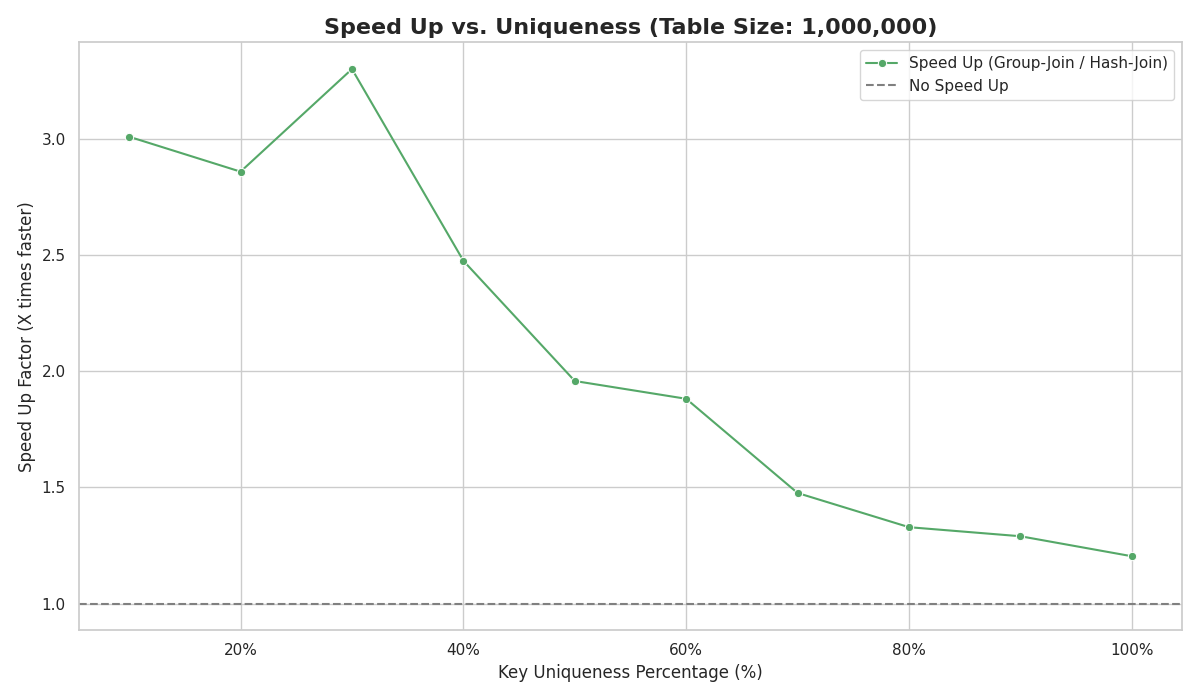 Speed Up vs. Uniqueness (Table Size: 1,000,000)
Speed Up (Group-Join / Hash-Join)
No Speed Up
Speed Up Factor (X times faster)
3.0
2.5
2.0
1.5
1.0
20% 40% 60% 80% 100%
Key Uniqueness Percentage (%)